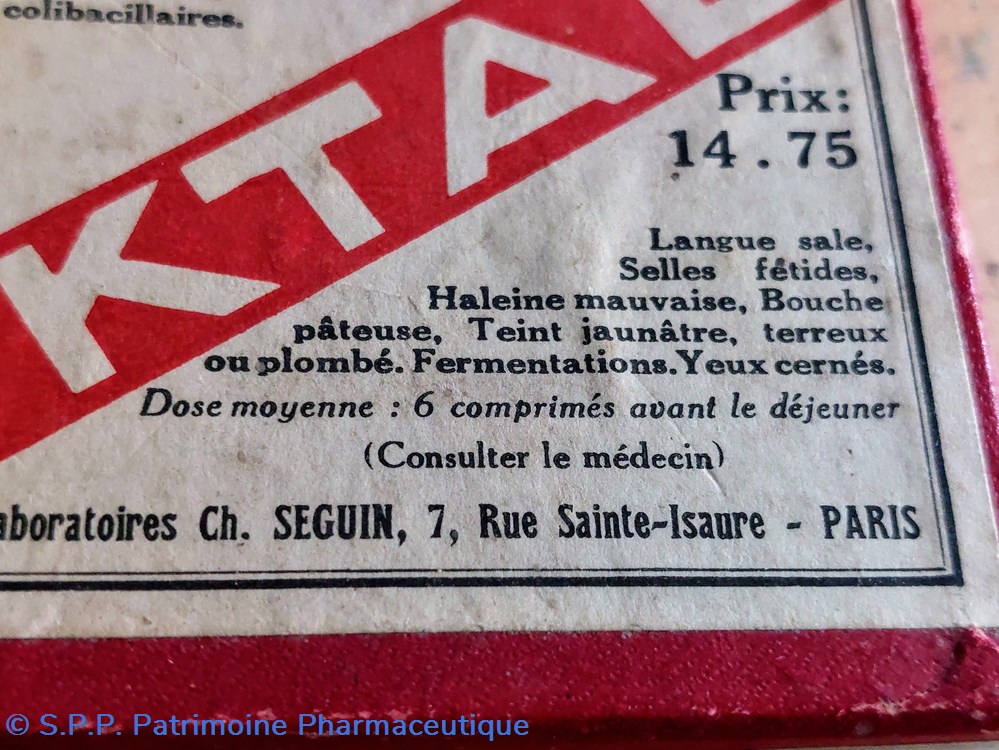 colibacillaires.
KTAL
Prix:
14.75
Langue sale,
Selles fétides,
Haleine mauvaise, Bouche
pâteuse, Teint jaunâtre, terreux
ou plombé. Fermentations. Yeux cernés.
Dose moyenne : 6 comprimés avant le déjeuner
(Consulter le médecin)
aboratoires Ch. SEGUIN, 7, Rue Sainte-Isaure - PARIS
© S.P.P. Patrimoine Pharmaceutique